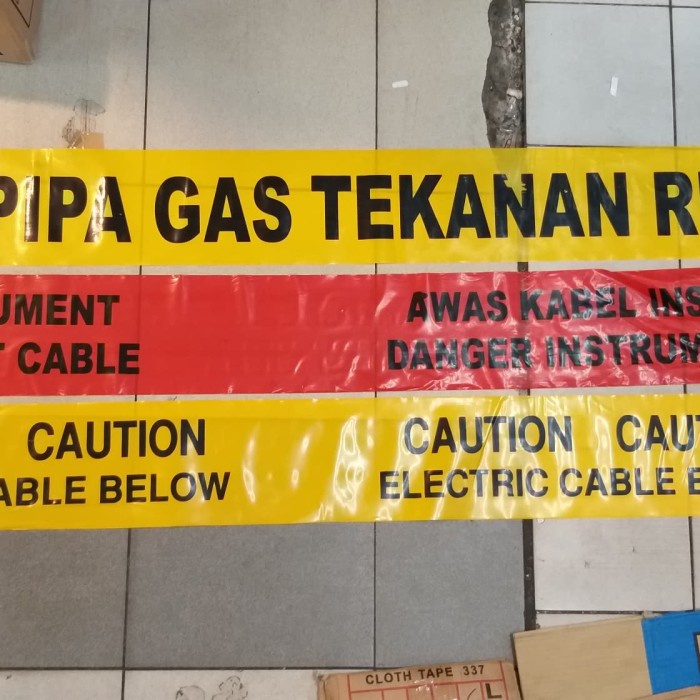 PIPA GAS TEKANAN
UMENT AWAS KABEL INS
T CABLE DANGER INSTRUM
CAUTION CAUTION CAUT
ABLE BELOW ELECTRIC CABLE B
CLOTH TAPE 337